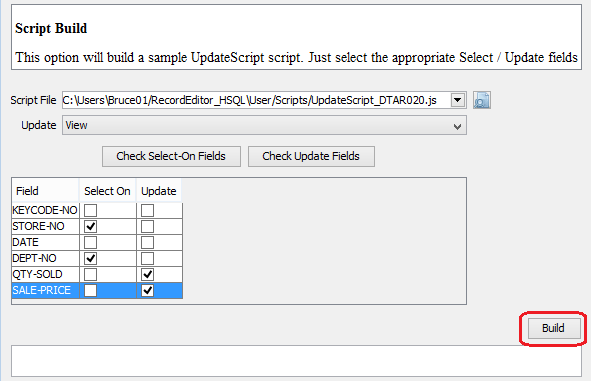 Script Build
This option will build a sample UpdateScript script. Just select the appropriate Select / Update fields
Script File C:\Users\Bruce01/RecordEditor_HSQL\User/Scripts/UpdateScript_DTAR020.js
Update View
Check Select-On Fields Check Update Fields
Field Select On Update
KEYCODE-NO
STORE-NO
DATE
DEPT-NO
QTY-SOLD
SALE-PRICE
Build